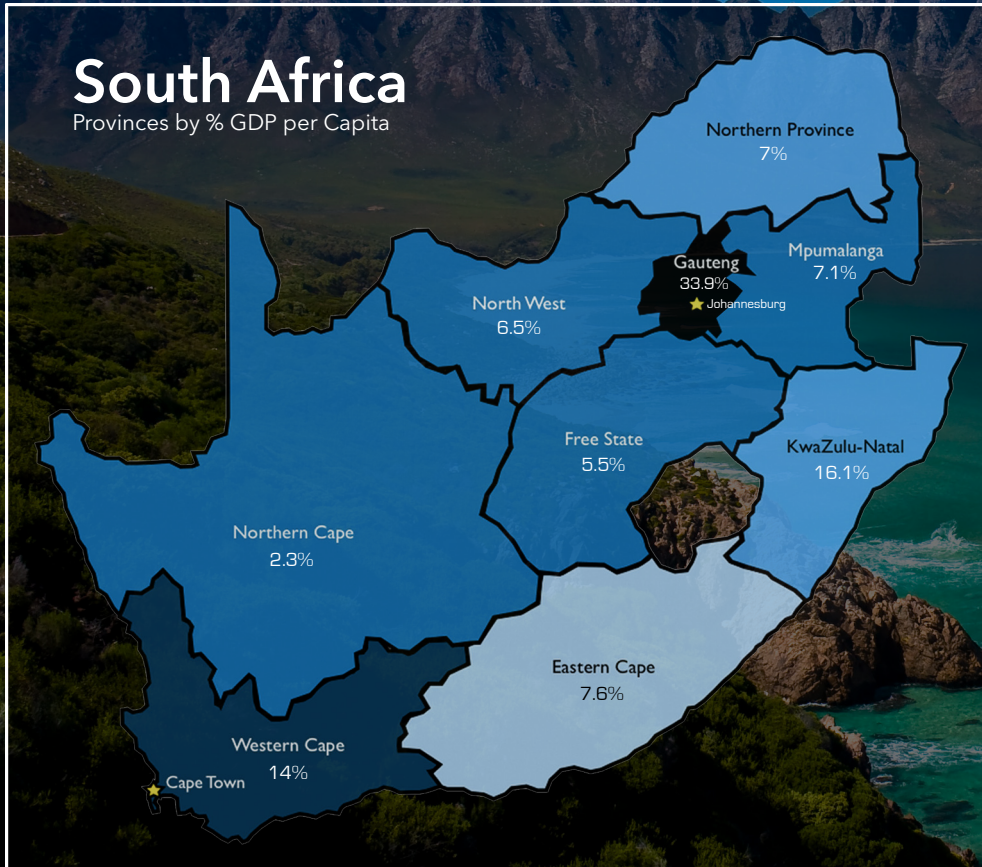 South Africa
Provinces by % GDP per Capita
Northern Province
7%
Mpumalanga
7.1%
Gauteng
33.9%
Johannesburg
North West
6.5%
Free State
5.5%
KwaZulu-Natal
16.1%
Northern Cape
2.3%
Eastern Cape
7.6%
Western Cape
14%
Cape Town